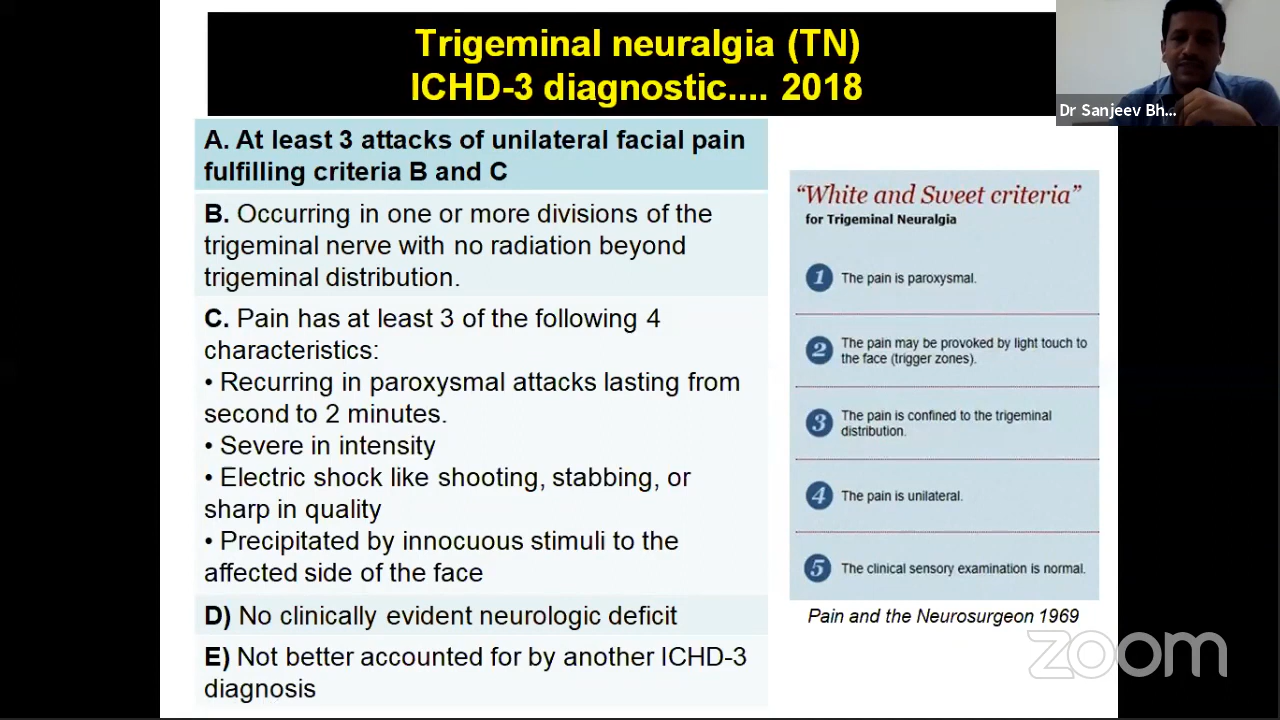 Trigeminal neuralgia (TN)
ICHD-3 diagnostic.... 2018
Dr Sanjeev Bh...
A. At least 3 attacks of unilateral facial pain
fulfilling criteria B and C
B. Occurring in one or more divisions of the
trigeminal nerve with no radiation beyond
trigeminal distribution.
C. Pain has at least 3 of the following 4
characteristics:
• Recurring in paroxysmal attacks lasting from
second to 2 minutes.
• Severe in intensity
• Electric shock like shooting, stabbing, or
sharp in quality
• Precipitated by innocuous stimuli to the
affected side of the face
D) No clinically evident neurologic deficit
E) Not better accounted for by another ICHD-3
diagnosis
"White and Sweet criteria"
for Trigeminal Neuralgia
1 The pain is paroxysmal.
2 The pain may be provoked by light touch to
the face (trigger zones).
3 The pain is confined to the trigeminal
distribution.
4 The pain is unilateral.
5 The clinical sensory examination is normal.
Pain and the Neurosurgeon 1969
zoom